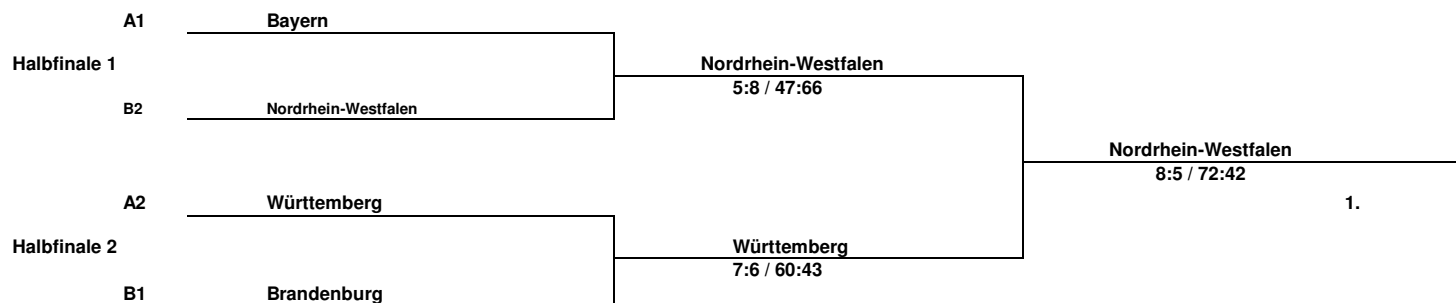 A1 Bayern
Halbfinale 1 Nordrhein-Westfalen
5:8 / 47:66
B2 Nordrhein-Westfalen
Nordrhein-Westfalen
8:5 / 72:42
A2 Württemberg 1.
Halbfinale 2 Württemberg
7:6 / 60:43
B1 Brandenburg